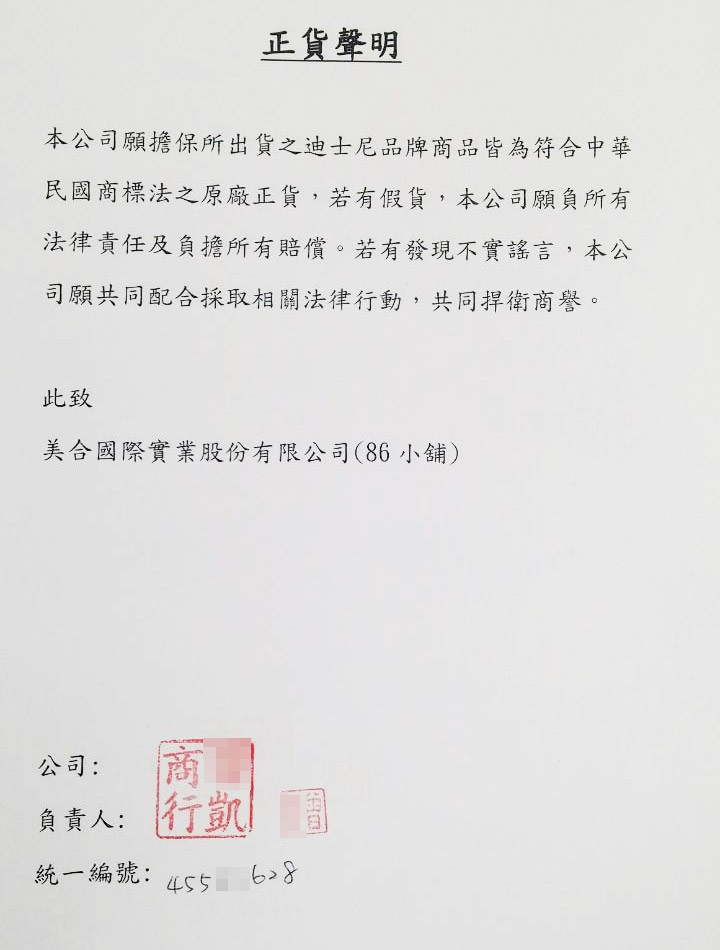 正貨聲明
本公司願擔保所出貨之迪士尼品牌商品皆為符合中華
民國商標法之原廠正貨，若有假貨，本公司願負所有
法律責任及負擔所有賠償。若有發現不實謠言，本公
司願共同配合採取相關法律行動，共同捍衛商譽。
此致
美合國際實業股份有限公司(86小舖)
公司:
凱商行
負責人:
統一編號: 455 628